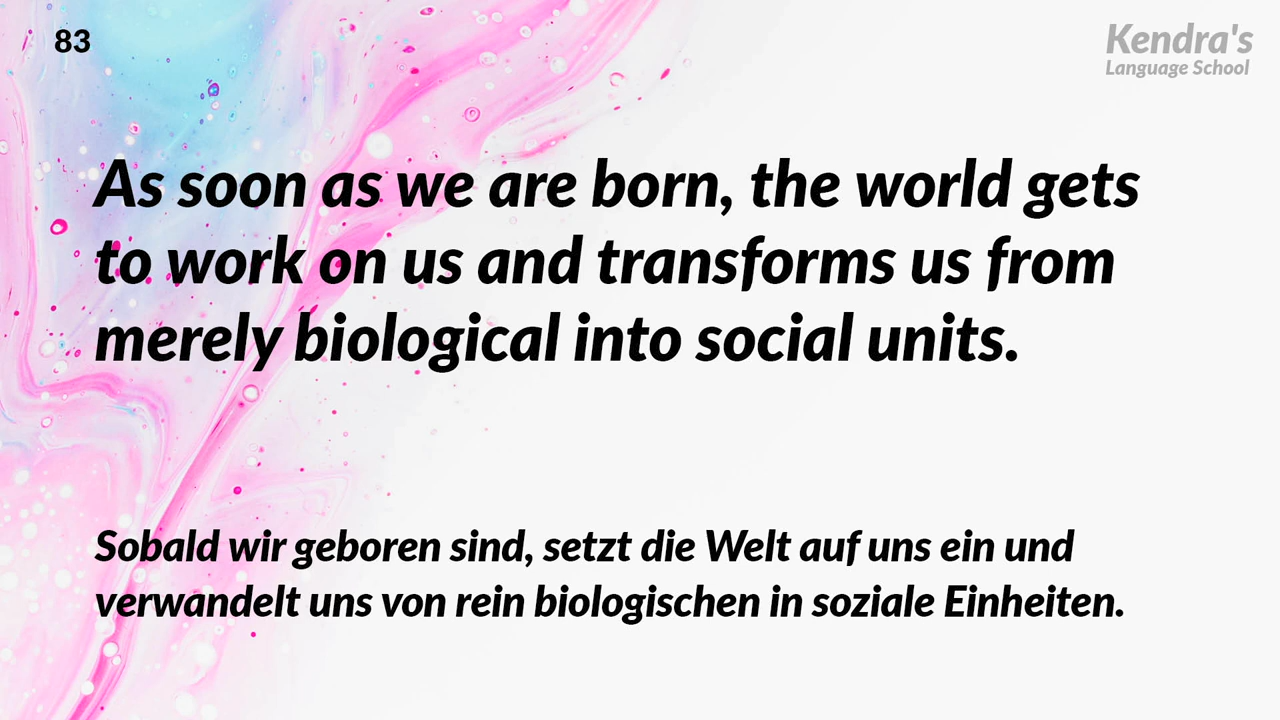 83
Kendra's
Language School
As soon as we are born, the world gets
to work on us and transforms us from
merely biological into social units.
Sobald wir geboren sind, setzt die Welt auf uns ein und
verwandelt uns von rein biologischen in soziale Einheiten.